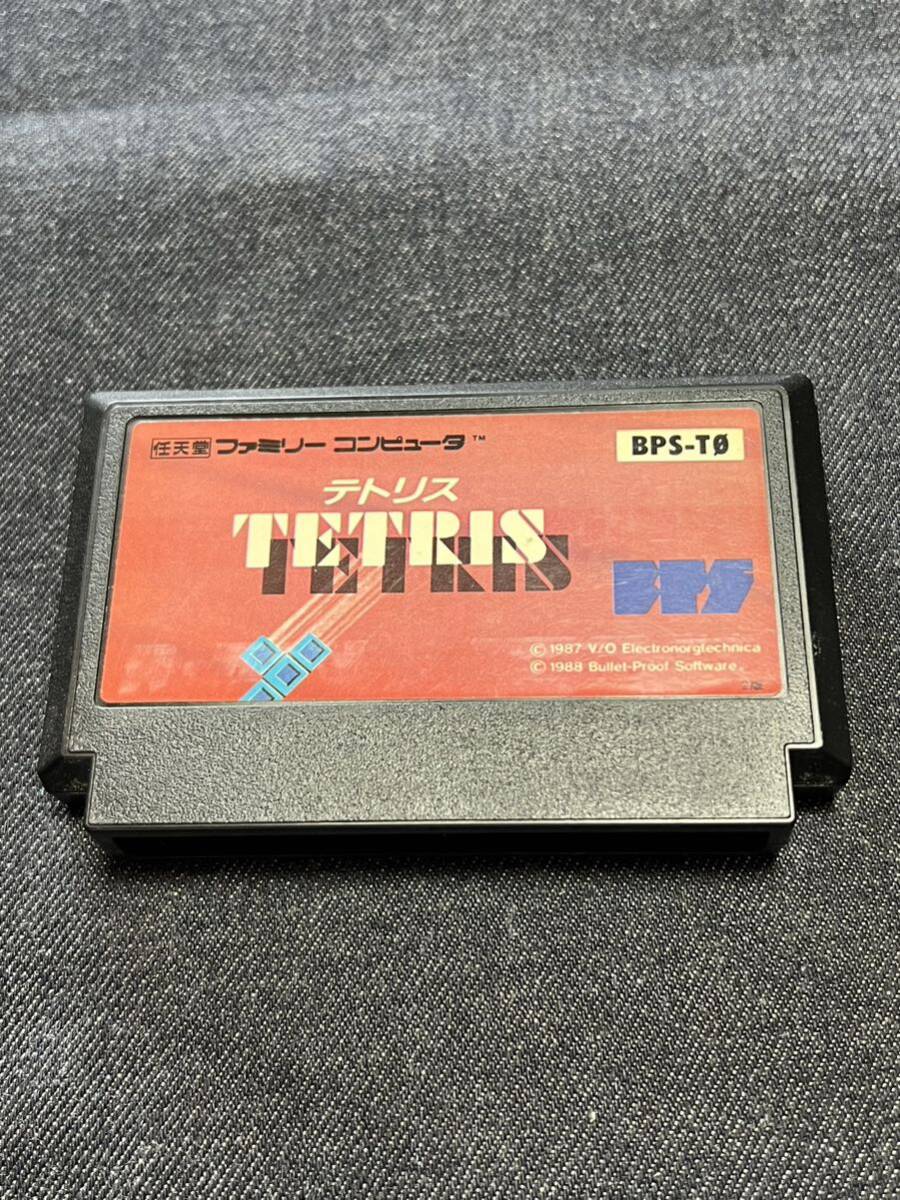 任天堂 ファミリー コンピュータ™
BPS-TØ
テトリス
TETRIS
TETRIS
BPS
©1987 V/O Electronorgtechnica
©1988 Bullet-Proof Software.